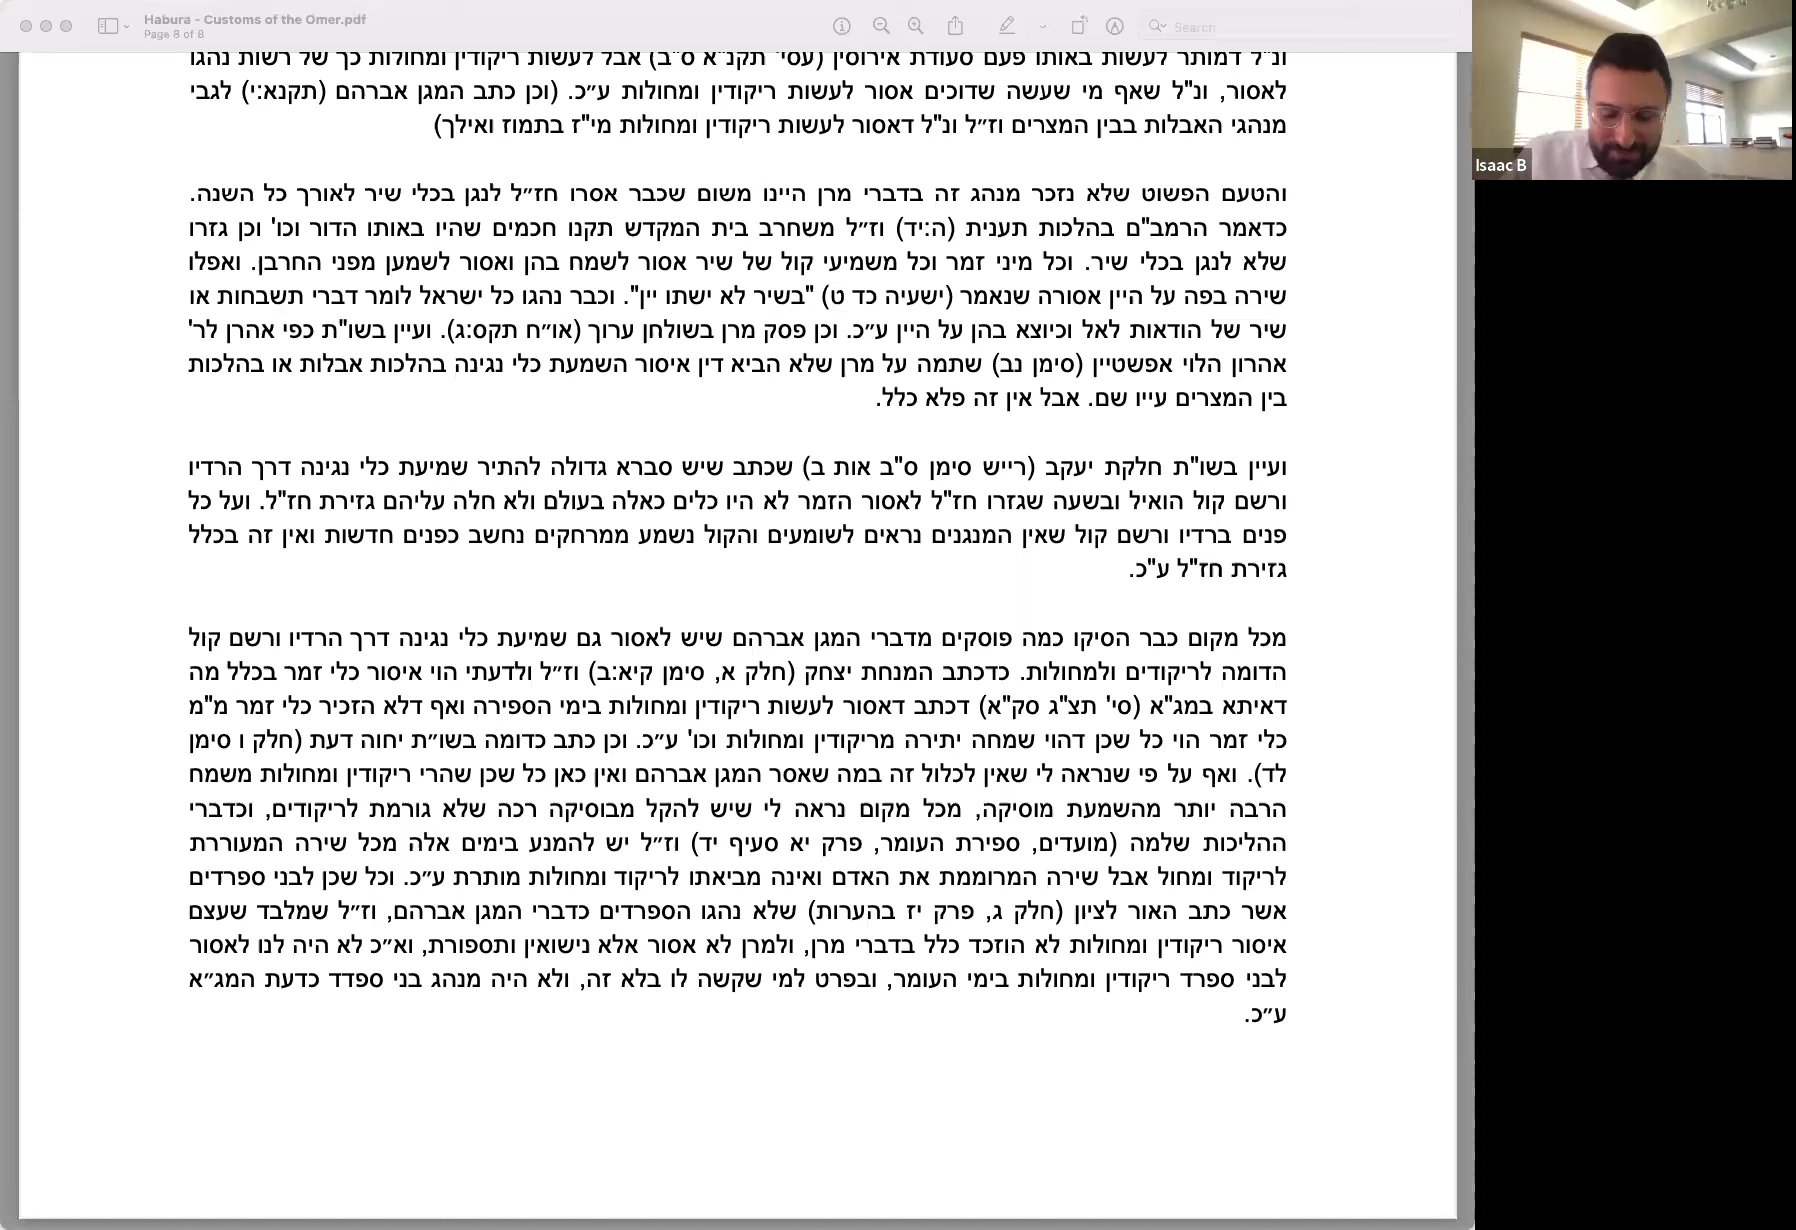 Habura - Customs of the Omer.pdf
Page 8 of 8
Search
Isaac B
ונ"ל דמותר לעשות באותו פעם סעודת אירוסין (עסי' תקנ"א ס"ב) אבל לעשות ריקודין ומחולות כך של רשות נהגו
לאסור, ונ"ל שאף מי שעשה שדוכים אסור לעשות ריקודין ומחולות ע״כ. (וכן כתב המגן אברהם (תקנא:י) לגבי
מנהגי האבלות בבין המצרים וז״ל ונ"ל דאסור לעשות ריקודין ומחולות מי"ז בתמוז ואילך)
והטעם הפשוט שלא נזכר מנהג זה בדברי מרן היינו משום שכבר אסרו חז״ל לנגן בכלי שיר לאורך כל השנה.
כדאמר הרמב"ם בהלכות תענית (ה:יד) וז״ל משחרב בית המקדש תקנו חכמים שהיו באותו הדור וכו' וכן גזרו
שלא לנגן בכלי שיר. וכל מיני זמר וכל משמיעי קול של שיר אסור לשמח בהן ואסור לשמען מפני החרבן. ואפלו
שירה בפה על היין אסורה שנאמר (ישעיה כד ט) "בשיר לא ישתו יין". וכבר נהגו כל ישראל לומר דברי תשבחות או
שיר של הודאות לאל וכיוצא בהן על היין ע״כ. וכן פסק מרן בשולחן ערוך (או״ח תקס:ג). ועיין בשו"ת כפי אהרן לר'
אהרון הלוי אפשטיין (סימן נב) שתמה על מרן שלא הביא דין איסור השמעת כלי נגינה בהלכות אבלות או בהלכות
בין המצרים עייו שם. אבל אין זה פלא כלל.
ועיין בשו"ת חלקת יעקב (רייש סימן ס"ב אות ב) שכתב שיש סברא גדולה להתיר שמיעת כלי נגינה דרך הרדיו
ורשם קול הואיל ובשעה שגזרו חז"ל לאסור הזמר לא היו כלים כאלה בעולם ולא חלה עליהם גזירת חז"ל. ועל כל
פנים ברדיו ורשם קול שאין המנגנים נראים לשומעים והקול נשמע ממרחקים נחשב כפנים חדשות ואין זה בכלל
גזירת חז"ל ע"כ.
מכל מקום כבר הסיקו כמה פוסקים מדברי המגן אברהם שיש לאסור גם שמיעת כלי נגינה דרך הרדיו ורשם קול
הדומה לריקודים ולמחולות. כדכתב המנחת יצחק (חלק א, סימן קיא:ב) וז״ל ולדעתי הוי איסור כלי זמר בכלל מה
דאיתא במג"א (סי' תצ"ג סק"א) דכתב דאסור לעשות ריקודין ומחולות בימי הספירה ואף דלא הזכיר כלי זמר מ"מ
כלי זמר הוי כל שכן דהוי שמחה יתירה מריקודין ומחולות וכו' ע״כ. וכן כתב כדומה בשו״ת יחוה דעת (חלק ו סימן
לד). ואף על פי שנראה לי שאין לכלול זה במה שאסר המגן אברהם ואין כאן כל שכן שהרי ריקודין ומחולות משמח
הרבה יותר מהשמעת מוסיקה, מכל מקום נראה לי שיש להקל מבוסיקה רכה שלא גורמת לריקודים, וכדברי
ההליכות שלמה (מועדים, ספירת העומר, פרק יא סעיף יד) וז״ל יש להמנע בימים אלה מכל שירה המעוררת
לריקוד ומחול אבל שירה המרוממת את האדם ואינה מביאתו לריקוד ומחולות מותרת ע״כ. וכל שכן לבני ספרדים
אשר כתב האור לציון (חלק ג, פרק יז בהערות) שלא נהגו הספרדים כדברי המגן אברהם, וז״ל שמלבד שעצם
איסור ריקודין ומחולות לא הוזכד כלל בדברי מרן, ולמרן לא אסור אלא נישואין ותספורת, וא״כ לא היה לנו לאסור
לבני ספרד ריקודין ומחולות בימי העומר, ובפרט למי שקשה לו בלא זה, ולא היה מנהג בני ספדד כדעת המג״א
ע״כ.